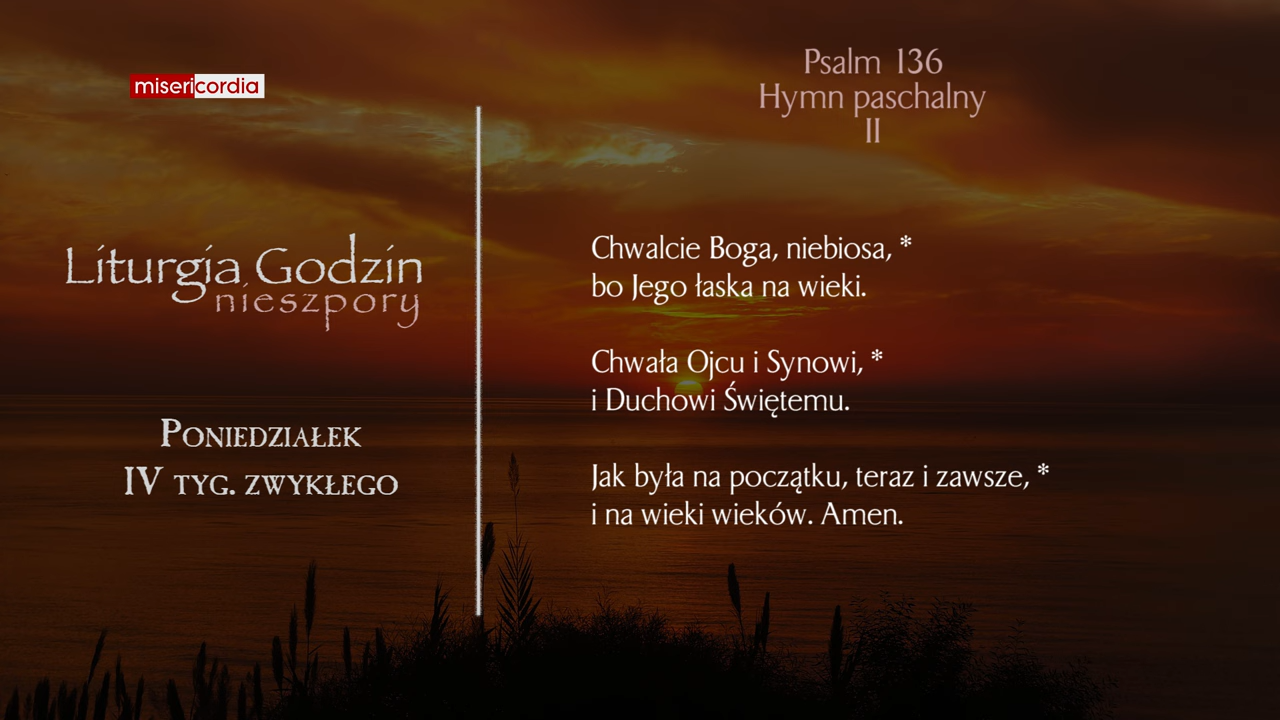 misericordia
Liturgia Godzin
nieszpory
Poniedziałek
IV tyg. zwykłego
Psalm 136
Hymn paschalny
II
Chwalcie Boga, niebiosa, *
bo Jego łaska na wieki.
Chwała Ojcu i Synowi, *
i Duchowi Świętemu.
Jak była na początku, teraz i zawsze, *
i na wieki wieków. Amen.